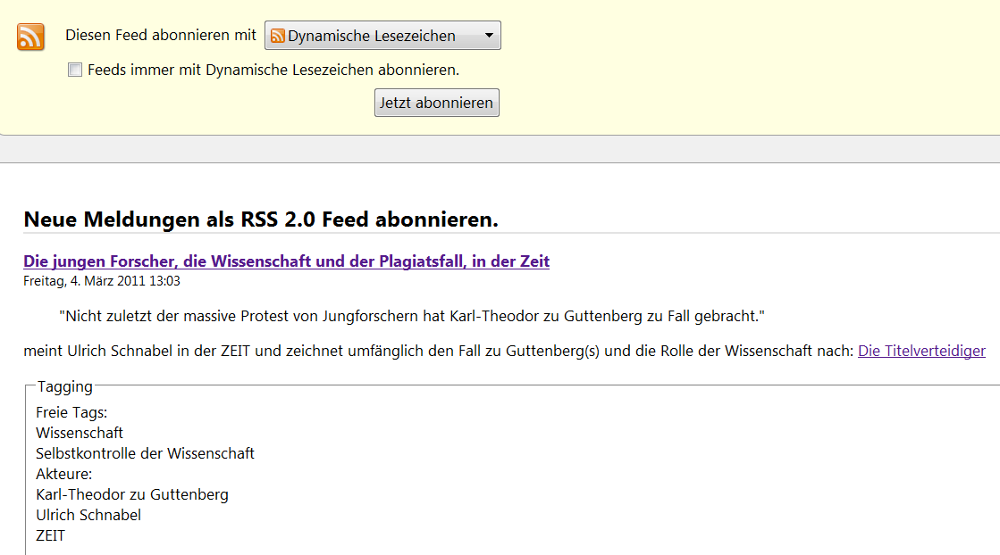 Diesen Feed abonnieren mit Dynamische Lesezeichen
Feeds immer mit Dynamische Lesezeichen abonnieren.
Jetzt abonnieren
Neue Meldungen als RSS 2.0 Feed abonnieren.
Die jungen Forscher, die Wissenschaft und der Plagiatsfall, in der Zeit
Freitag, 4. März 2011 13:03
"Nicht zuletzt der massive Protest von Jungforschern hat Karl-Theodor zu Guttenberg zu Fall gebracht."
meint Ulrich Schnabel in der ZEIT und zeichnet umfänglich den Fall zu Guttenberg(s) und die Rolle der Wissenschaft nach: Die Titelverteidiger
Tagging
Freie Tags:
Wissenschaft
Selbstkontrolle der Wissenschaft
Akteure:
Karl-Theodor zu Guttenberg
Ulrich Schnabel
ZEIT